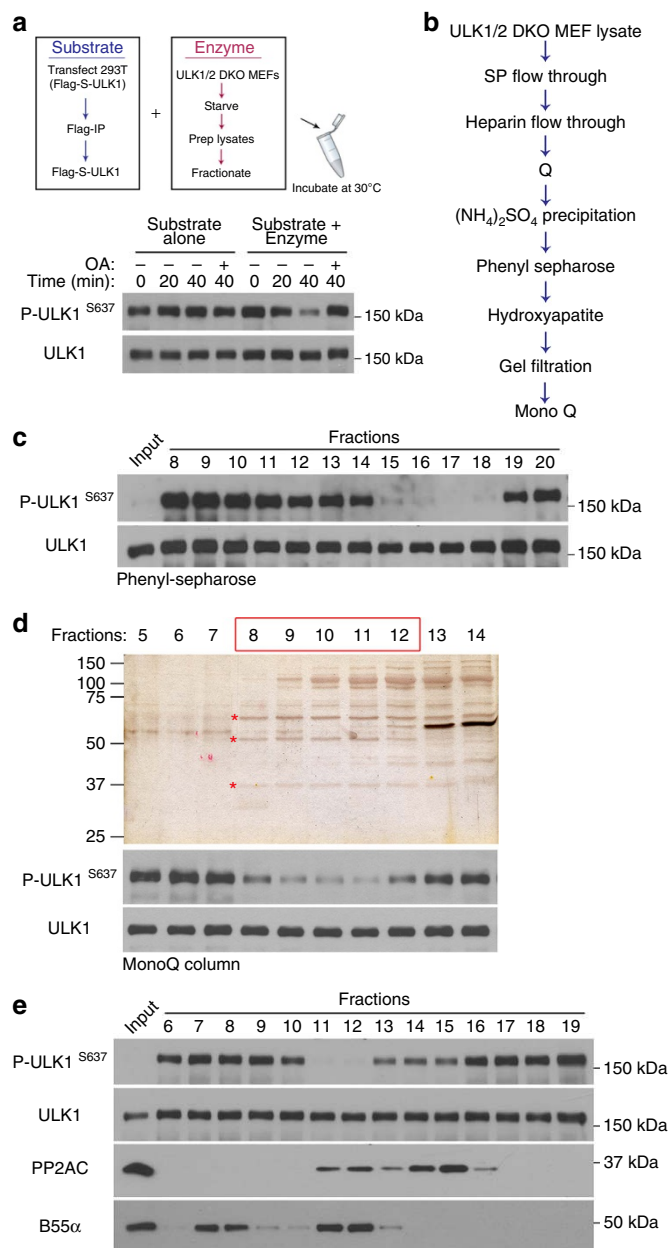 a
Substrate
Transfect 293T
(Flag-S-ULK1)
Flag-IP
Flag-S-ULK1
+
Enzyme
ULK1/2 DKO MEFs
Starve
Prep lysates
Fractionate
Incubate at 30°C
Substrate alone
Substrate + Enzyme
OA: – – – + – – – +
Time (min): 0 20 40 40 0 20 40 40
P-ULK1 S637
150 kDa
ULK1
150 kDa
b
ULK1/2 DKO MEF lysate
SP flow through
Heparin flow through
Q
(NH4)2SO4 precipitation
Phenyl sepharose
Hydroxyapatite
Gel filtration
Mono Q
c
Fractions
Input 8 9 10 11 12 13 14 15 16 17 18 19 20
P-ULK1 S637
150 kDa
ULK1
150 kDa
Phenyl-sepharose
d
Fractions: 5 6 7 8 9 10 11 12 13 14
150
100
75
*
50
*
37
*
25
P-ULK1 S637
ULK1
MonoQ column
e
Fractions
Input 6 7 8 9 10 11 12 13 14 15 16 17 18 19
P-ULK1 S637
150 kDa
ULK1
150 kDa
PP2AC
37 kDa
B55α
50 kDa